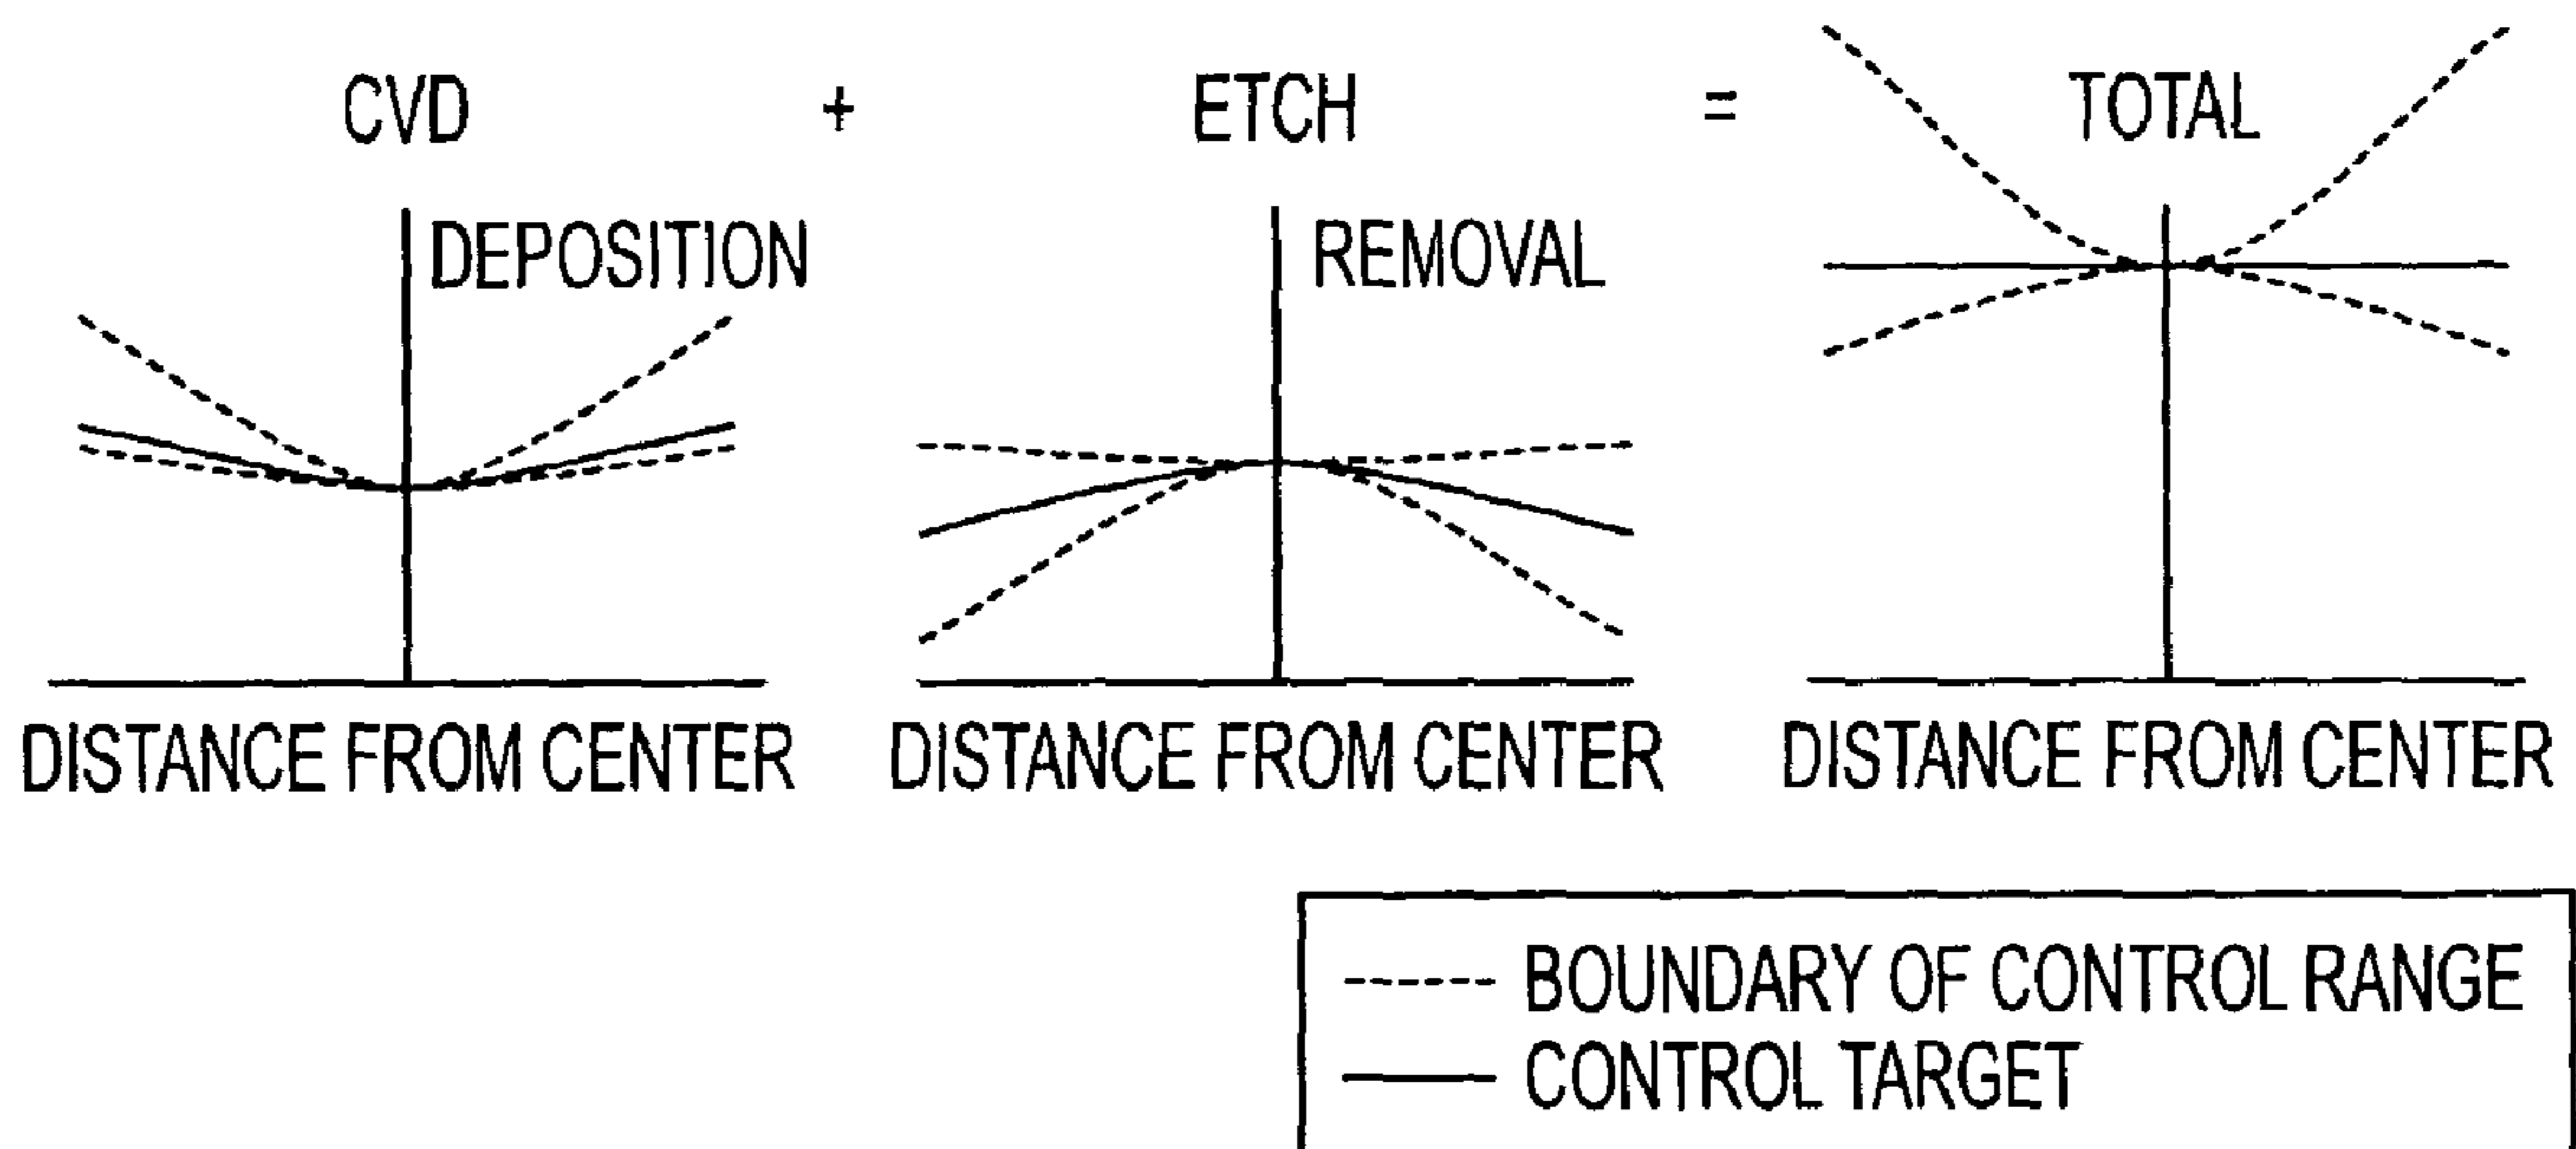 CVD + ETCH = TOTAL
DEPOSITION
REMOVAL
DISTANCE FROM CENTER
DISTANCE FROM CENTER
DISTANCE FROM CENTER
BOUNDARY OF CONTROL RANGE
CONTROL TARGET